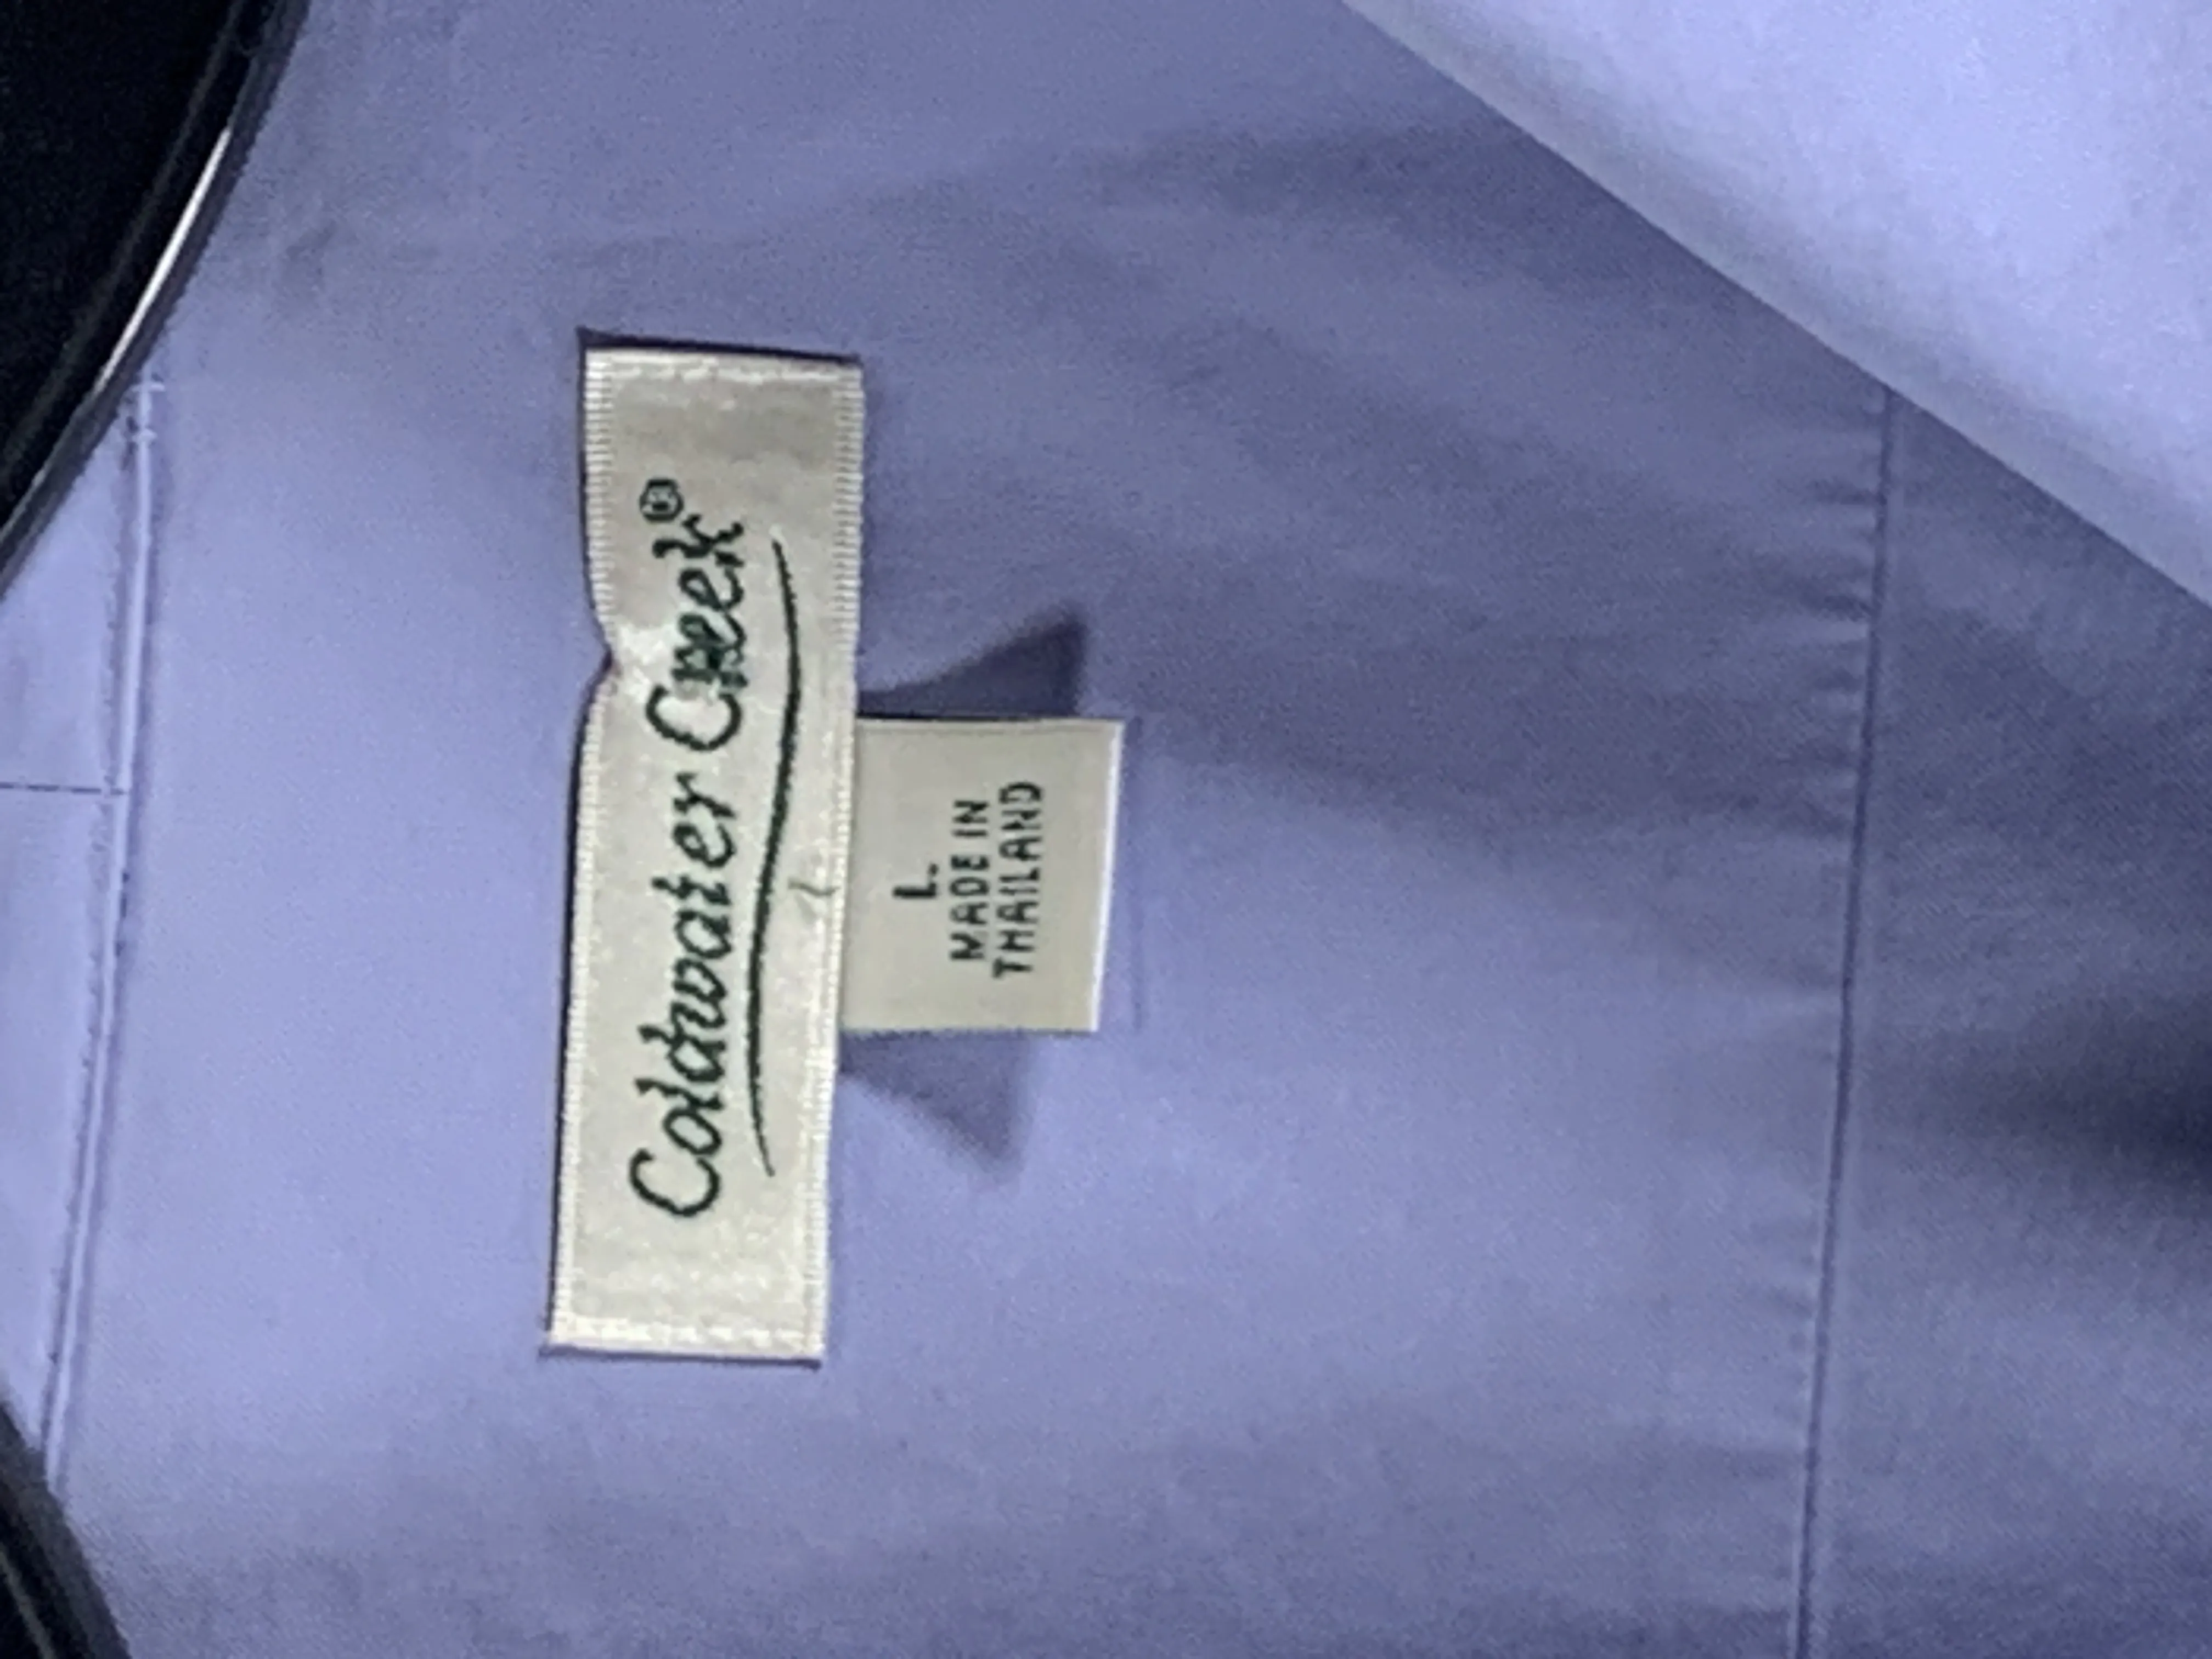 Coldwater Creek®
L.
MADE IN
THAILAND